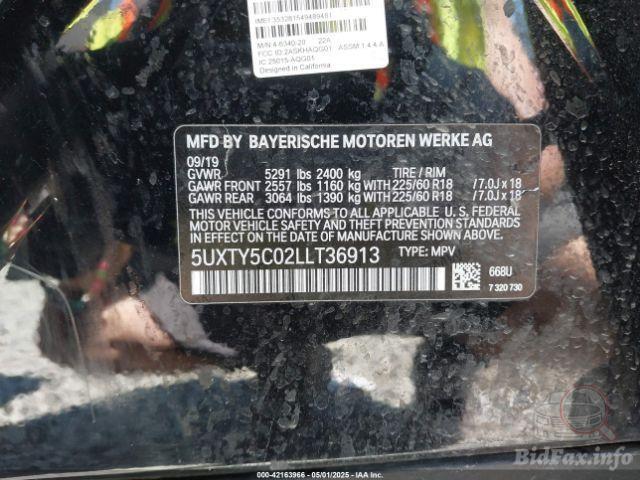 IMEI:353281549489481
M/N:4-6340-20 22A
FCC ID:2ASKHAQG01 ASSM:1.4.4.A
IC:25015-AQG01
Designed in California
MFD BY BAYERISCHE MOTOREN WERKE AG
09/19
GVWR 5291 lbs 2400 kg TIRE / RIM
GAWR FRONT 2557 lbs 1160 kg WITH 225/60 R18 /7.0J x 18
GAWR REAR 3064 lbs 1390 kg WITH 225/60 R18 /7.0J x 18
THIS VEHICLE CONFORMS TO ALL APPLICABLE U. S. FEDERAL
MOTOR VEHICLE SAFETY AND THEFT PREVENTION STANDARDS
IN EFFECT ON THE DATE OF MANUFACTURE SHOWN ABOVE.
5UXTY5C02LLT36913 TYPE: MPV
668U
7 320 730
BidFax.info
000-42163966 - 05/01/2025 - IAA Inc.